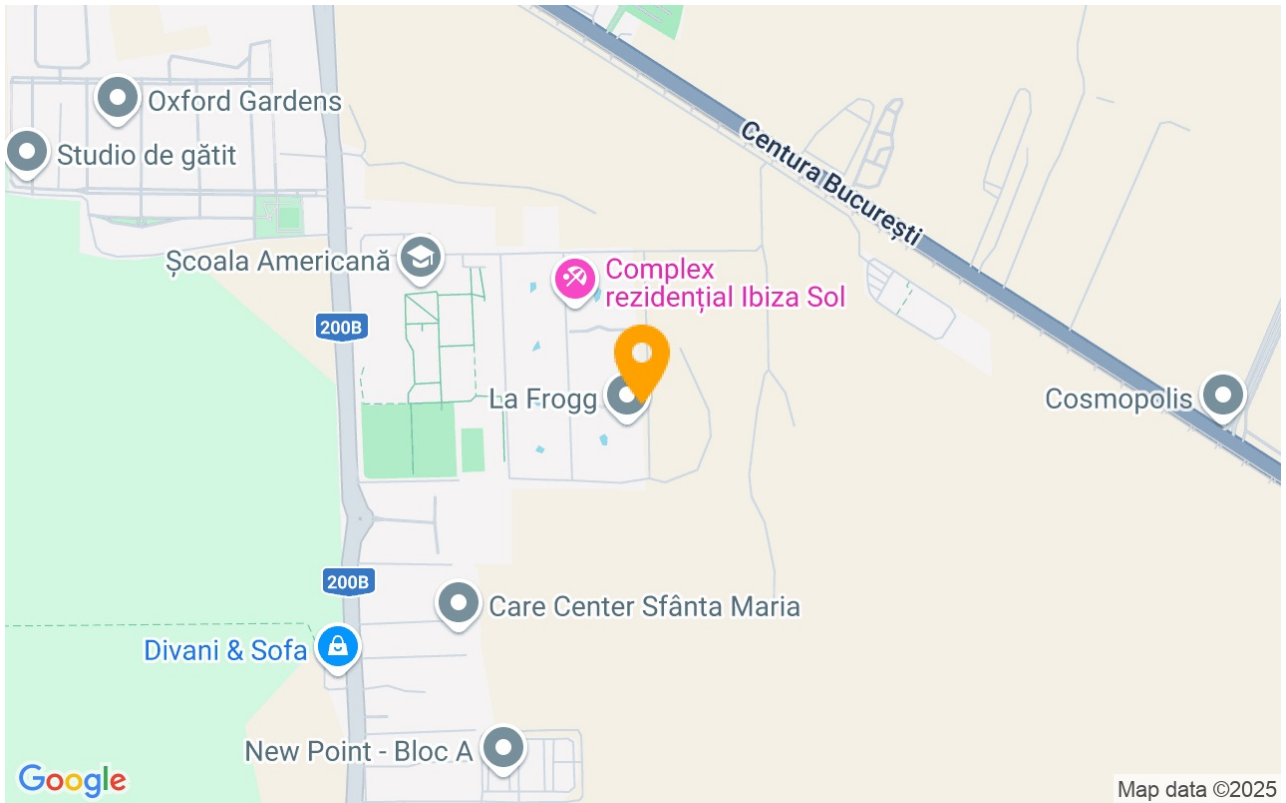 Oxford Gardens
Studio de gătit
Centura București
Școala Americană
Complex
rezidențial Ibiza Sol
200B
La Frogg
Cosmopolis
200B
Care Center Sfânta Maria
Divani & Sofa
New Point - Bloc A
Google
Map data ©2025